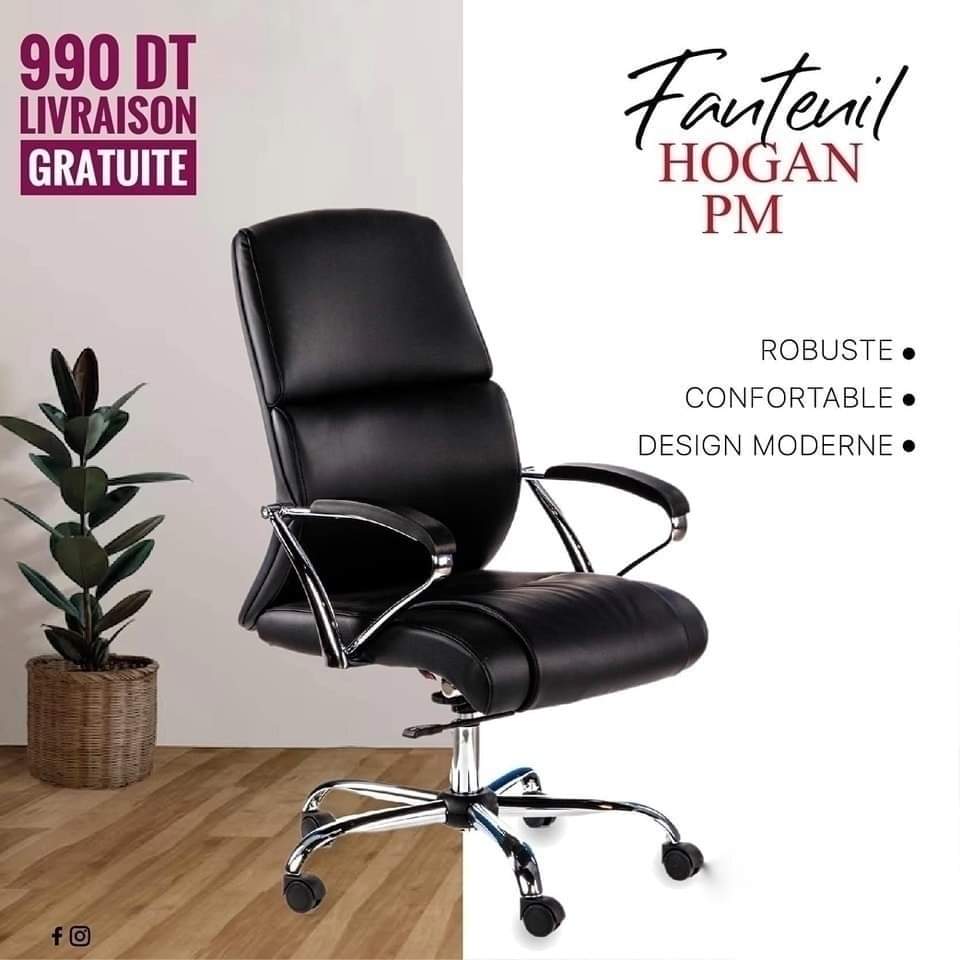 990 DT
LIVRAISON
GRATUITE
Fauteuil
HOGAN
PM
ROBUSTE
CONFORTABLE
DESIGN MODERNE